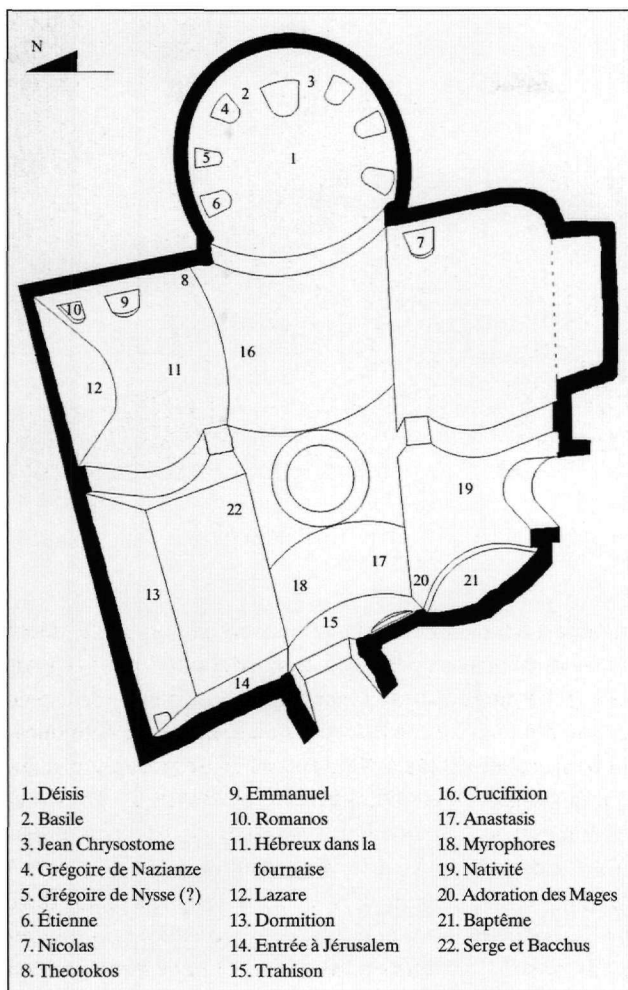 N
2
3
4
5
1
6
7
8
10
9
16
11
12
19
22
17
18
20
21
13
15
14
1. Déisis
2. Basile
3. Jean Chrysostome
4. Grégoire de Nazianze
5. Grégoire de Nysse (?)
6. Étienne
7. Nicolas
8. Theotokos
9. Emmanuel
10. Romanos
11. Hébreux dans la
fournaise
12. Lazare
13. Dormition
14. Entrée à Jérusalem
15. Trahison
16. Crucifixion
17. Anastasis
18. Myrophores
19. Nativité
20. Adoration des Mages
21. Baptême
22. Serge et Bacchus